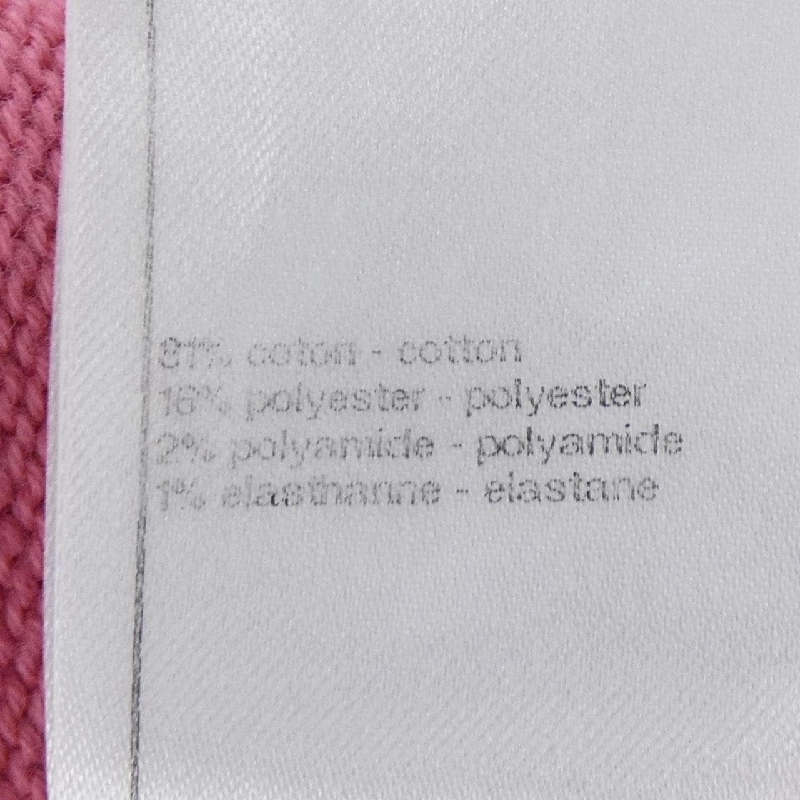 81% coton - cotton
16% polyester - polyester
2% polyamide - polyamide
1% elasthanne - elastane